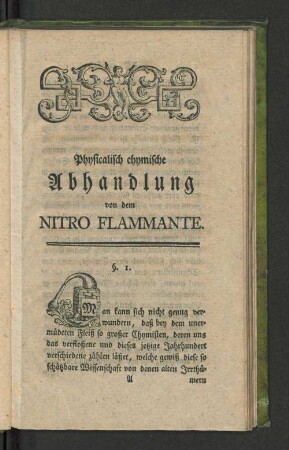 Physicalisch chymische
Abhandlung
von dem
NITRO FLAMMANTE.
§. 1.
Man kann sich nicht genug ver-
wundern, daß bey dem uner-
müdeten Fleiß so großer Chymisten, deren uns
das verfloßene und dieses jetzige Jahrhundert
verschiedene zählen läßet, welche gewiß diese so
schätzbare Wissenschaft von denen alten Irrthü-
A mern